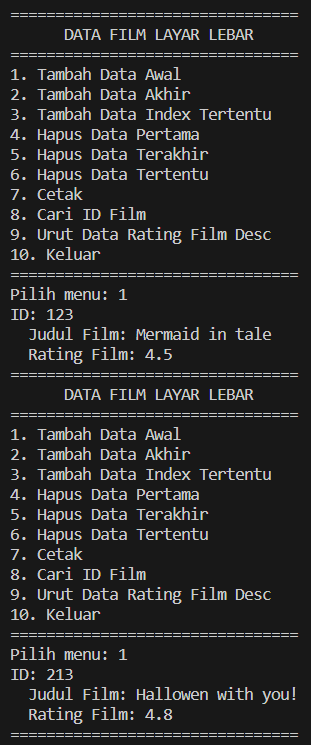 ================================
DATA FILM LAYAR LEBAR
================================
1. Tambah Data Awal
2. Tambah Data Akhir
3. Tambah Data Index Tertentu
4. Hapus Data Pertama
5. Hapus Data Terakhir
6. Hapus Data Tertentu
7. Cetak
8. Cari ID Film
9. Urut Data Rating Film Desc
10. Keluar
================================
Pilih menu: 1
ID: 123
Judul Film: Mermaid in tale
Rating Film: 4.5
================================
DATA FILM LAYAR LEBAR
================================
1. Tambah Data Awal
2. Tambah Data Akhir
3. Tambah Data Index Tertentu
4. Hapus Data Pertama
5. Hapus Data Terakhir
6. Hapus Data Tertentu
7. Cetak
8. Cari ID Film
9. Urut Data Rating Film Desc
10. Keluar
================================
Pilih menu: 1
ID: 213
Judul Film: Hallowen with you!
Rating Film: 4.8
================================